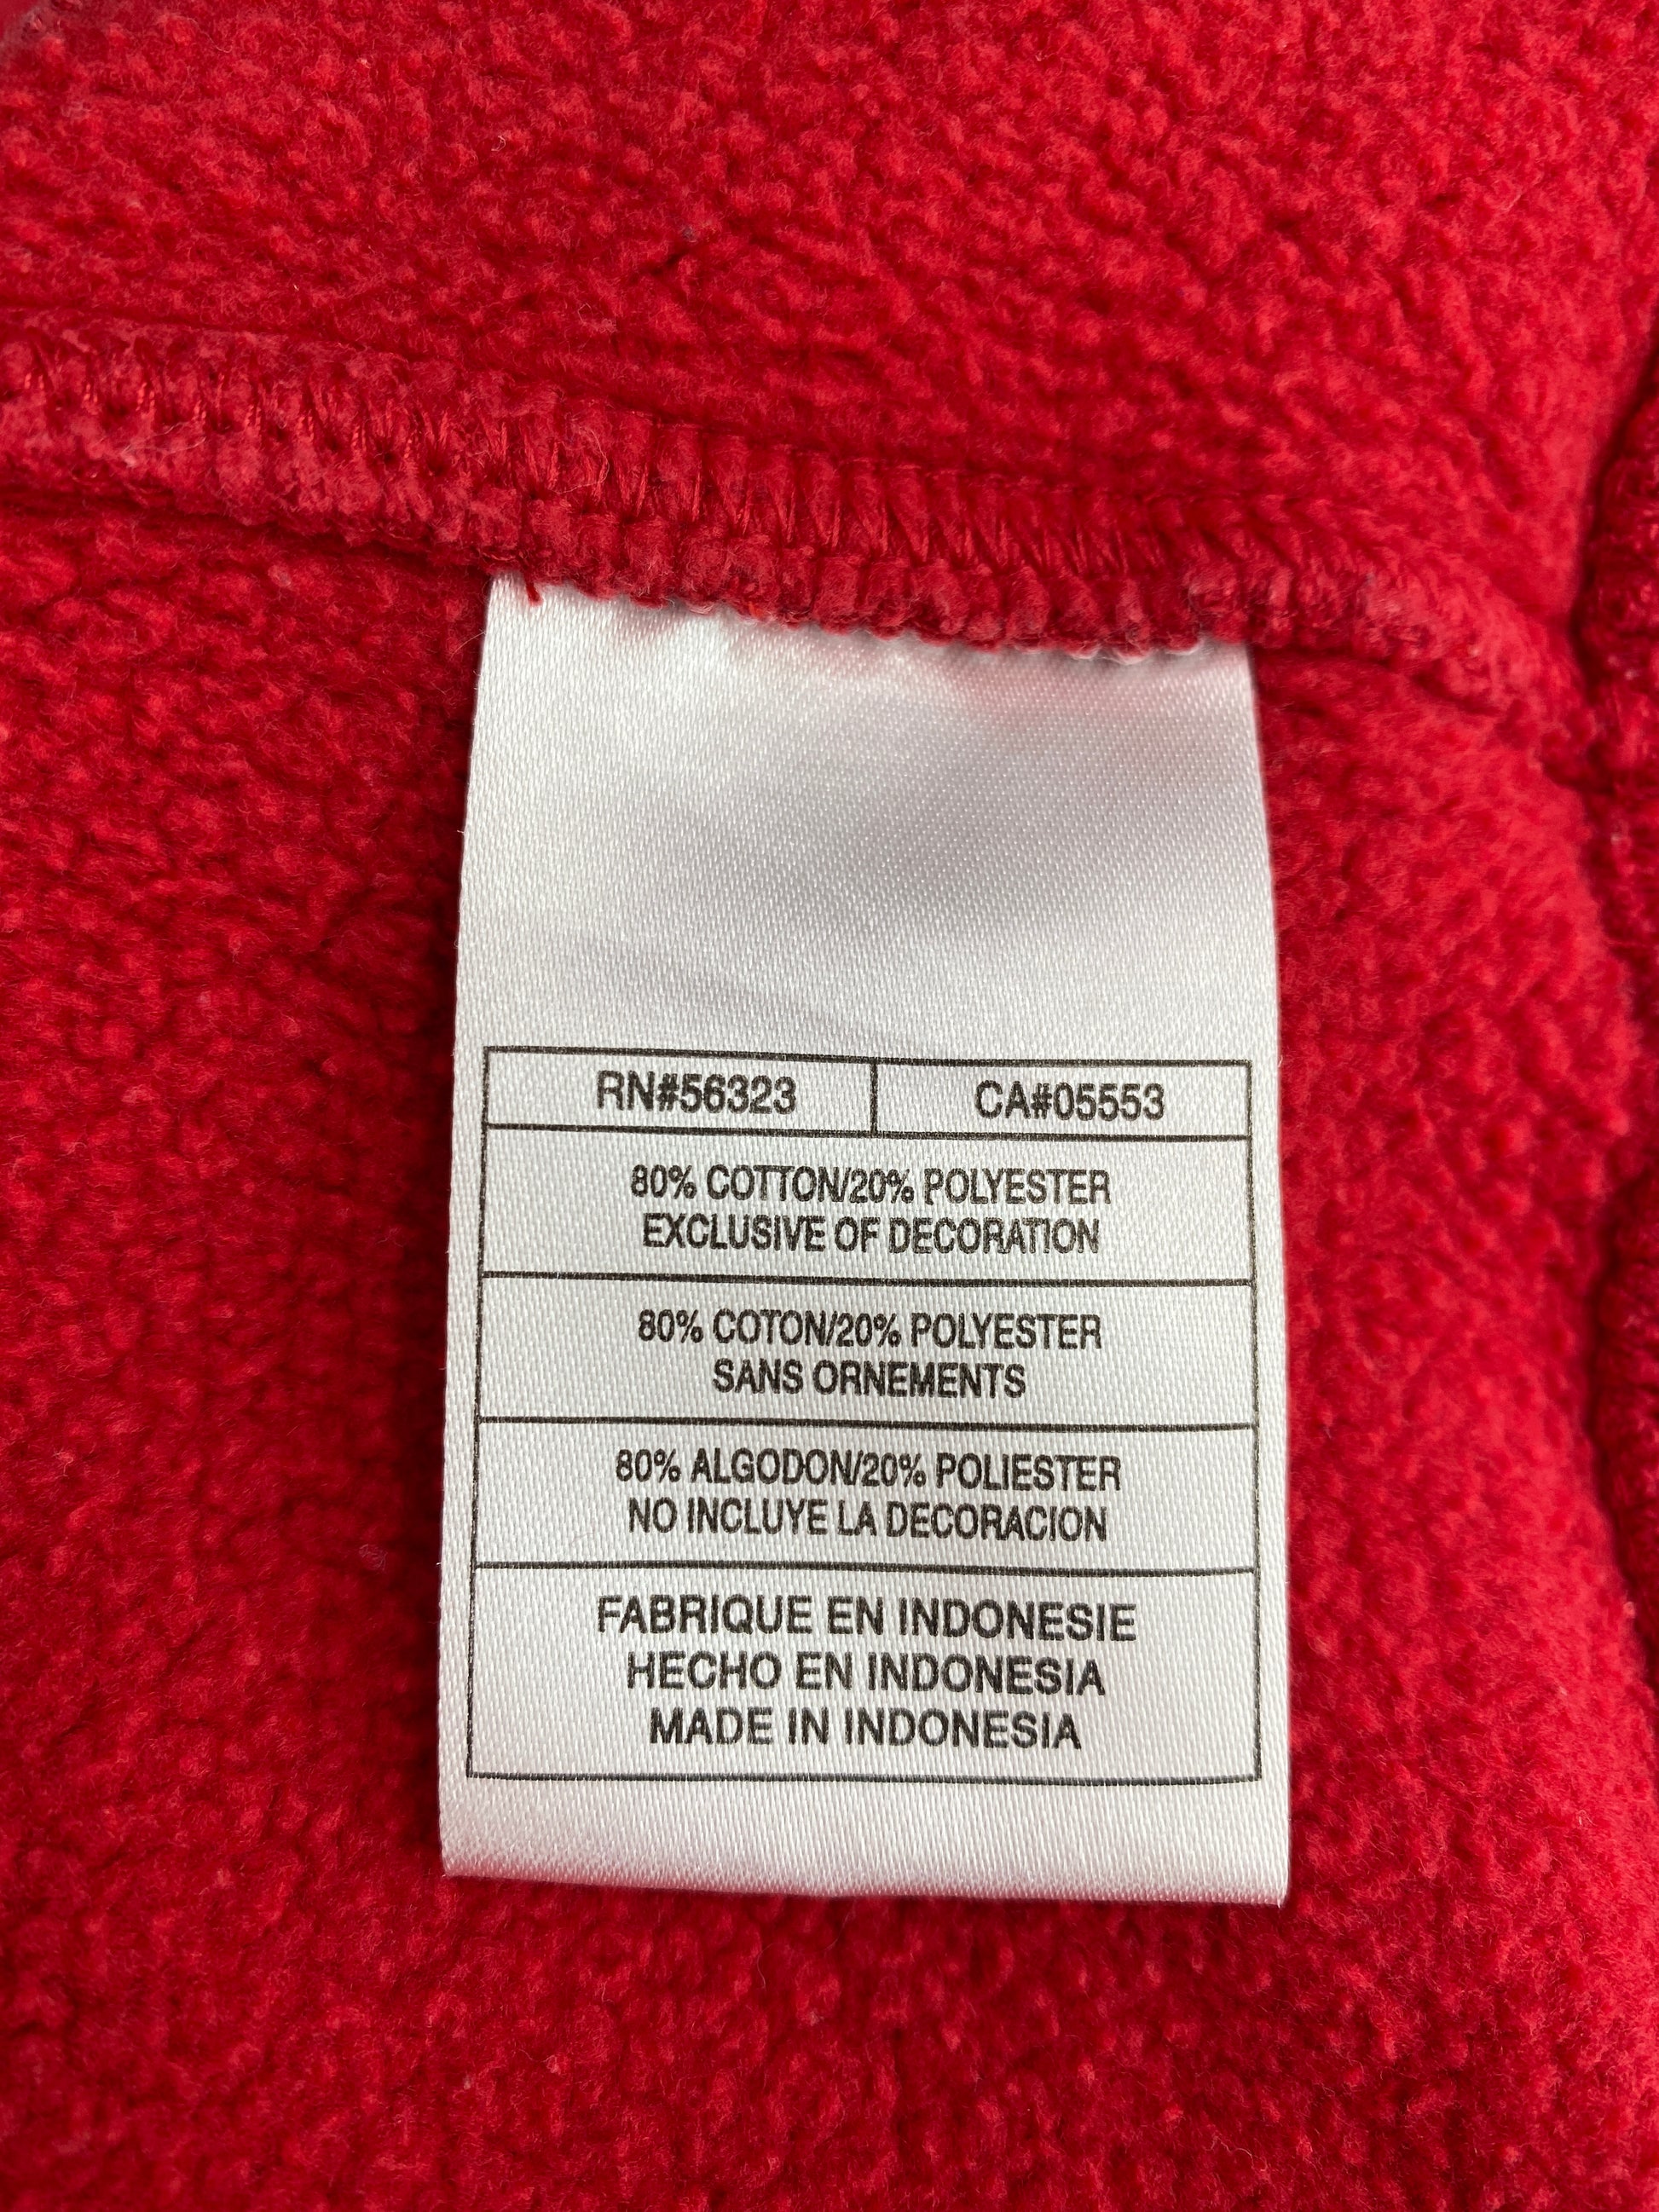 RN#56323 CA#05553
80% COTTON/20% POLYESTER
EXCLUSIVE OF DECORATION
80% COTON/20% POLYESTER
SANS ORNEMENTS
80% ALGODON/20% POLIESTER
NO INCLUYE LA DECORACION
FABRIQUE EN INDONESIE
HECHO EN INDONESIA
MADE IN INDONESIA